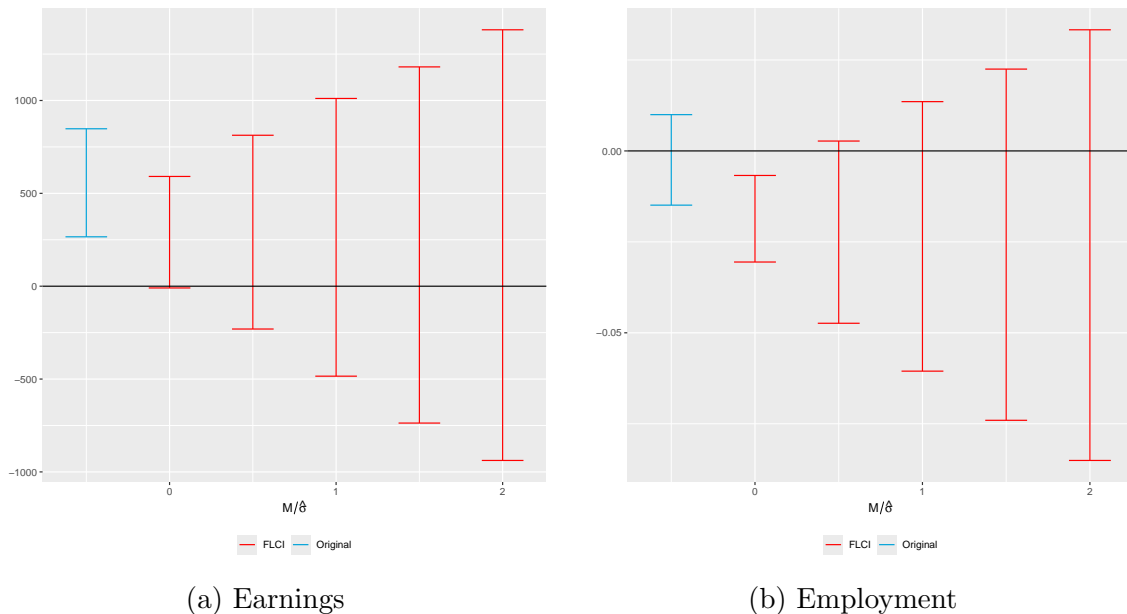 1000
500
0
−500
−1000
0 1 2
M/σ̂
FLCI Original
(a) Earnings
0.00
−0.05
0 1 2
M/σ̂
FLCI Original
(b) Employment